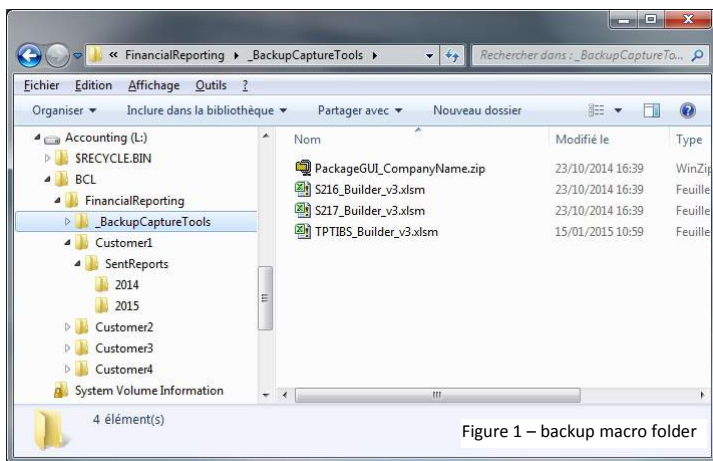 « FinancialReporting ▸ _BackupCaptureTools ▸
Rechercher dans : _BackupCaptureTo...
Fichier Edition Affichage Outils ?
Organiser ▾ Inclure dans la bibliothèque ▾ Partager avec ▾ Nouveau dossier
Accounting (L:)
$RECYCLE.BIN
BCL
FinancialReporting
_BackupCaptureTools
Customer1
SentReports
2014
2015
Customer2
Customer3
Customer4
System Volume Information
Nom Modifié le Type
PackageGUI_CompanyName.zip 23/10/2014 16:39 WinZip
S216_Builder_v3.xlsm 23/10/2014 16:39 Feuille
S217_Builder_v3.xlsm 23/10/2014 16:39 Feuille
TPTIBS_Builder_v3.xlsm 15/01/2015 10:59 Feuille
4 élément(s)
Figure 1 – backup macro folder